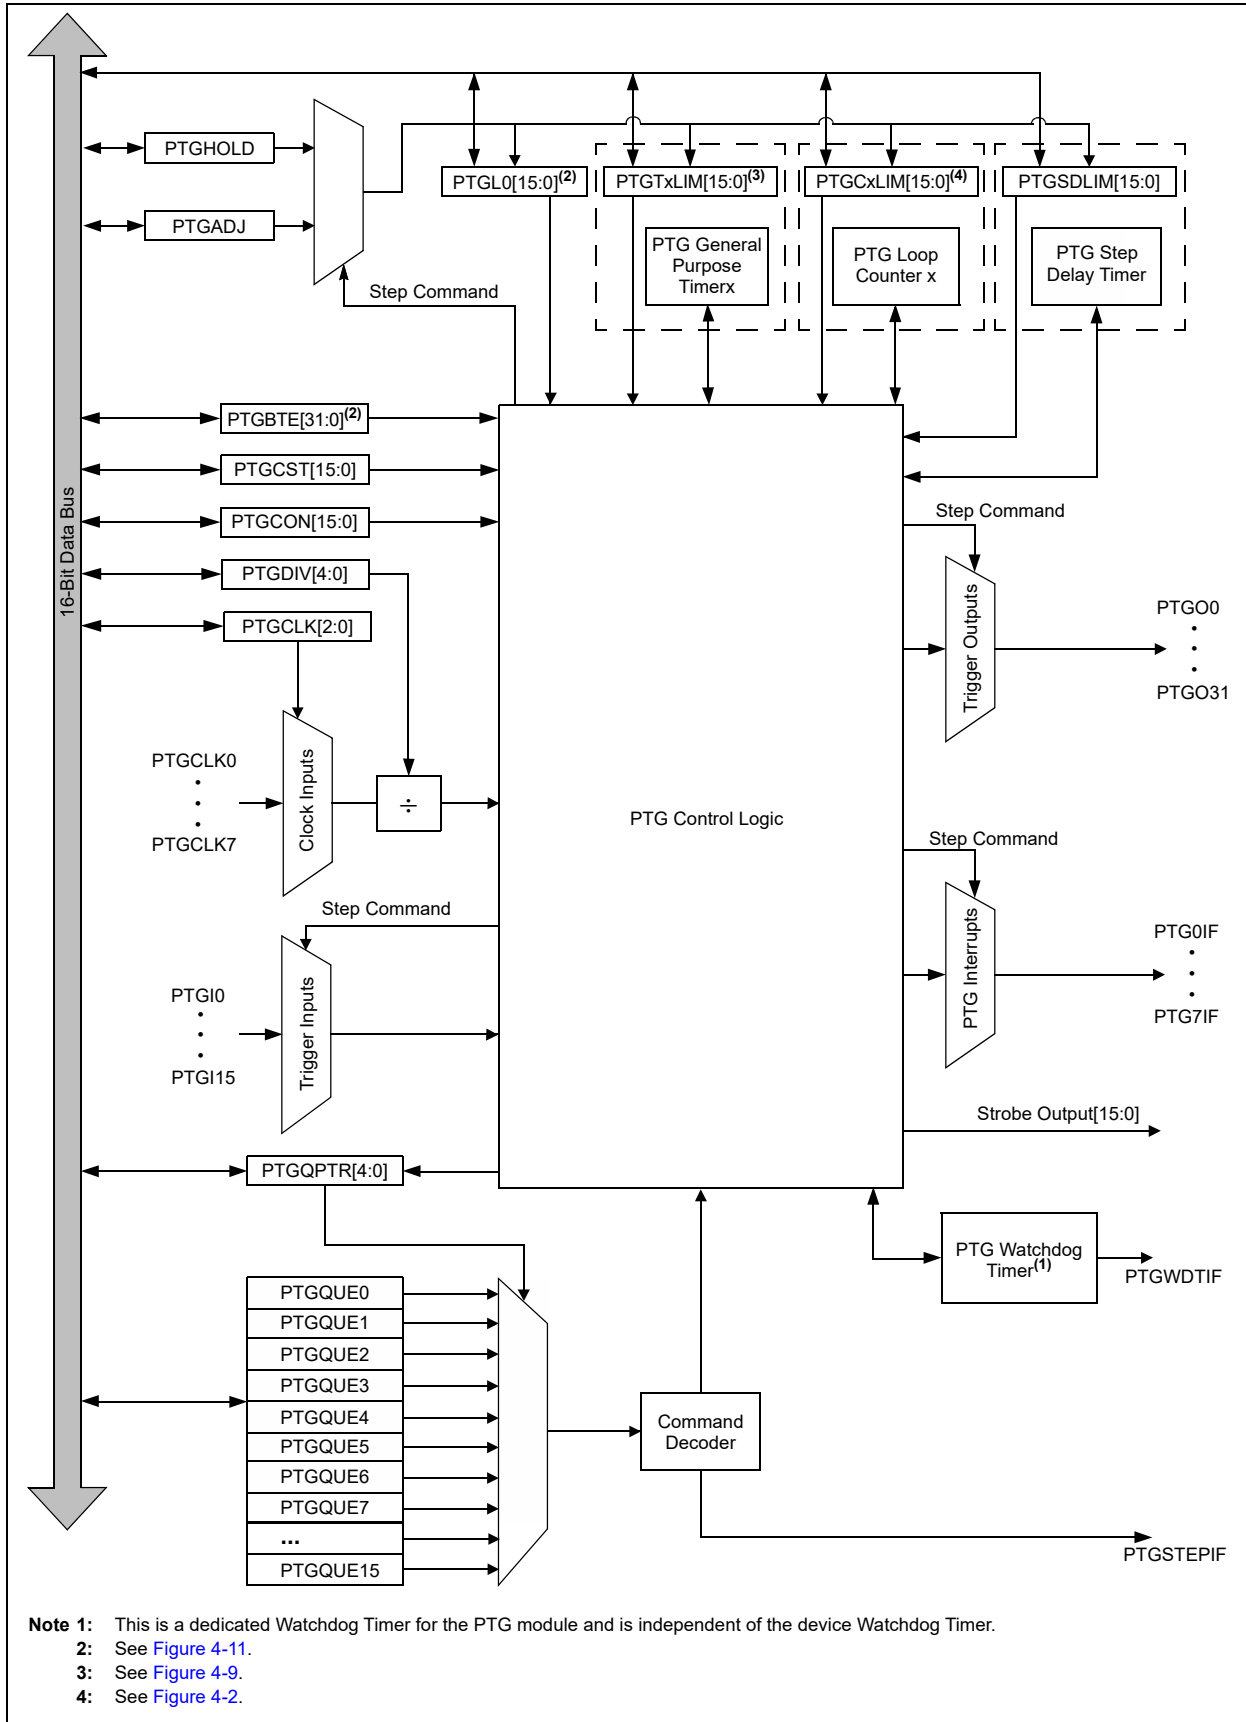 16-Bit Data Bus
PTGHOLD
PTGADJ
Step Command
PTGL0[15:0](2)
PTGTxLIM[15:0](3)
PTGCxLIM[15:0](4)
PTGSDLIM[15:0]
PTG General
Purpose
Timerx
PTG Loop
Counter x
PTG Step
Delay Timer
PTGBTE[31:0](2)
PTGCST[15:0]
PTGCON[15:0]
PTGDIV[4:0]
PTGCLK[2:0]
PTGCLK0
•
•
•
PTGCLK7
Clock Inputs
÷
PTG Control Logic
Step Command
Trigger Outputs
PTGO0
•
•
•
PTGO31
Step Command
PTG Interrupts
PTG0IF
•
•
•
PTG7IF
Step Command
PTGI0
•
•
•
PTGI15
Trigger Inputs
Strobe Output[15:0]
PTGQPTR[4:0]
PTG Watchdog
Timer(1)
PTGWDTIF
PTGQUE0
PTGQUE1
PTGQUE2
PTGQUE3
PTGQUE4
PTGQUE5
PTGQUE6
PTGQUE7
...
PTGQUE15
Command
Decoder
PTGSTEPIF
Note 1: This is a dedicated Watchdog Timer for the PTG module and is independent of the device Watchdog Timer.
2: See Figure 4-11.
3: See Figure 4-9.
4: See Figure 4-2.